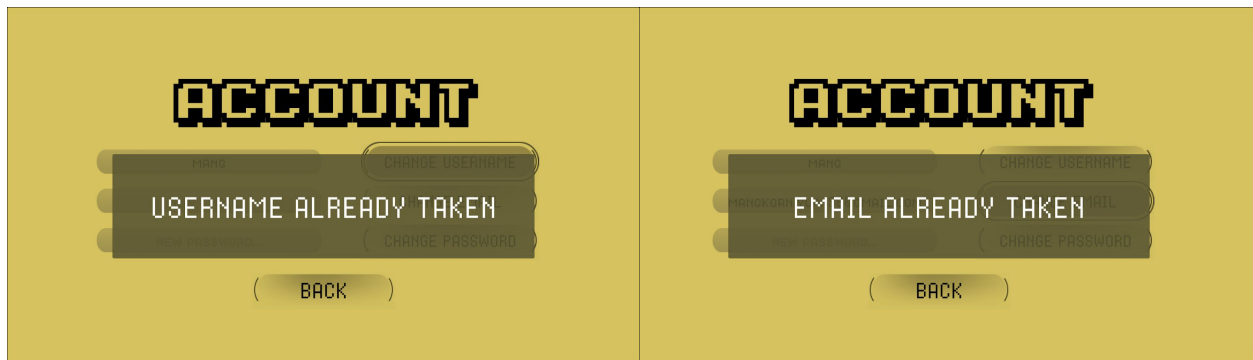 ACCOUNT
MANG
CHANGE USERNAME
USERNAME ALREADY TAKEN
NEW PASSWORD...
CHANGE PASSWORD
BACK
ACCOUNT
MANG
CHANGE USERNAME
EMAIL ALREADY TAKEN
NEW PASSWORD...
CHANGE PASSWORD
BACK